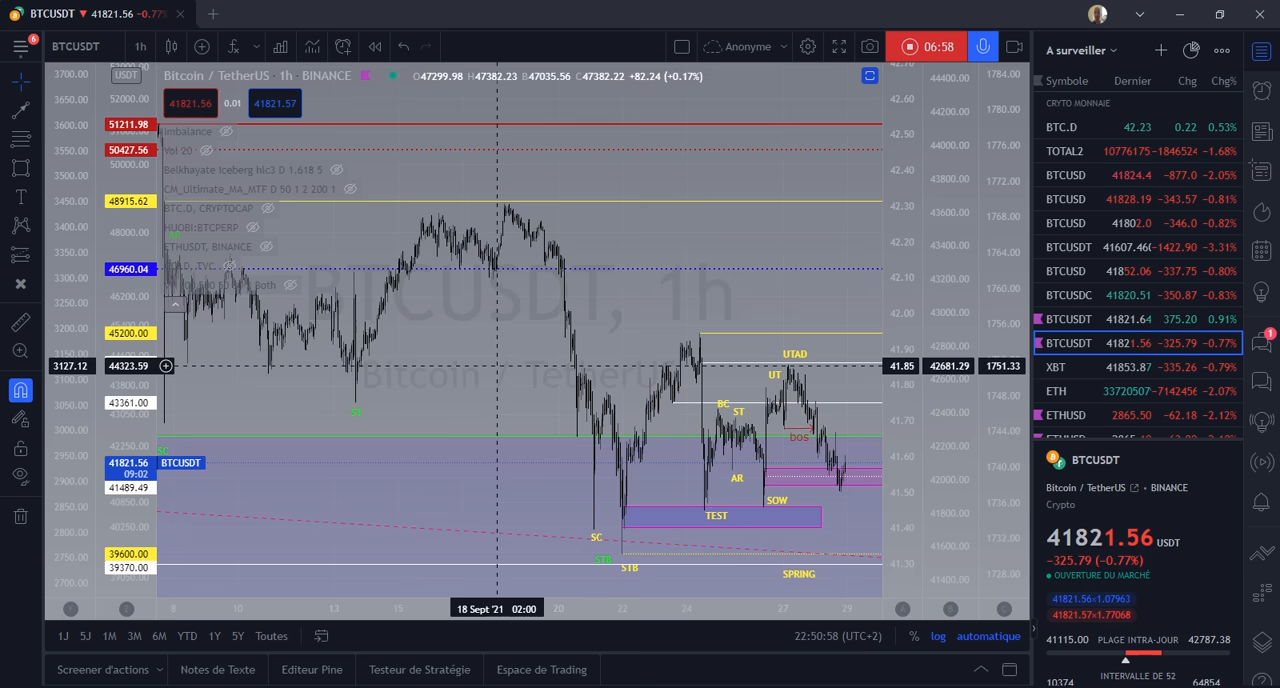 BTCUSDT ▼ 41821.56 −0.77%
6
BTCUSDT
1h
Anonyme
06:58
A surveiller
Bitcoin / TetherUS · 1h · BINANCE
O47299.98 H47382.23 B47035.56 C47382.22 +82.24 (+0.17%)
41821.56 0.01 41821.57
Imbalance
Vol 20
Belkhayate Iceberg hlc3 D 1.618 5
CM_Ultimate_MA_MTF D 50 1 2 200 1
BTC.D, CRYPTOCAP
HUOBI:BTCPERP
ETHUSDT, BINANCE
BTCUSDT, 1h
Bitcoin / TetherUS
3700.00
3650.00
3600.00
3550.00
3500.00
3450.00
3400.00
3350.00
3300.00
3250.00
3200.00
3150.00
3127.12
3100.00
3050.00
3000.00
2950.00
2900.00
2850.00
2800.00
2750.00
2700.00
USDT
52000.00
51211.98
50427.56
50000.00
48915.62
48000.00
46960.04
46200.00
45200.00
44323.59
43800.00
43361.00
43050.00
42250.00
41821.56 BTCUSDT
09:02
41489.49
40850.00
40250.00
39600.00
39370.00
UTAD
UT
BC
ST
bos
AR
SOW
TEST
SC
STB
STB
SPRING
ST
SC
42.60
42.50
42.40
42.30
42.20
42.10
42.00
41.90
41.85
41.80
41.70
41.60
41.50
41.40
41.30
44400.00
44000.00
43600.00
43200.00
42800.00
42681.29
42400.00
42000.00
41600.00
41400.00
1784.00
1780.00
1776.00
1772.00
1768.00
1764.00
1760.00
1756.00
1751.33
1748.00
1744.00
1740.00
1736.00
1732.00
1728.00
8 10 13 15 18 Sept '21 02:00 20 22 24 27 29
A B C
1J 5J 1M 3M 6M YTD 1Y 5Y Toutes
22:50:58 (UTC+2) % log automatique
Screener d'actions Notes de Texte Editeur Pine Testeur de Stratégie Espace de Trading
Symbole Dernier Chg Chg%
CRYTO MONNAIE
BTC.D 42.23 0.22 0.53%
TOTAL2 10776175 −1846524 −1.68%
BTCUSD 41824.4 −877.0 −2.05%
BTCUSD 41828.19 −343.57 −0.81%
BTCUSD 41802.0 −346.0 −0.82%
BTCUSDT 41607.46 −1422.90 −3.31%
BTCUSD 41852.06 −337.75 −0.80%
BTCUSDC 41820.51 −350.87 −0.83%
BTCUSDT 41821.64 375.20 0.91%
BTCUSDT 41821.56 −325.79 −0.77%
XBT 41853.87 −335.26 −0.79%
ETH 33720507 −7142456 −2.07%
ETHUSD 2865.50 −62.18 −2.12%
1
BTCUSDT
Bitcoin / TetherUS • BINANCE
Crypto
41821.56 USDT
−325.79 (−0.77%)
OUVERTURE DU MARCHÉ
41821.56×1.07963
41821.57×1.77068
41115.00 PLAGE INTRA-JOUR 42787.38
INTERVALLE DE 52
10374 64854